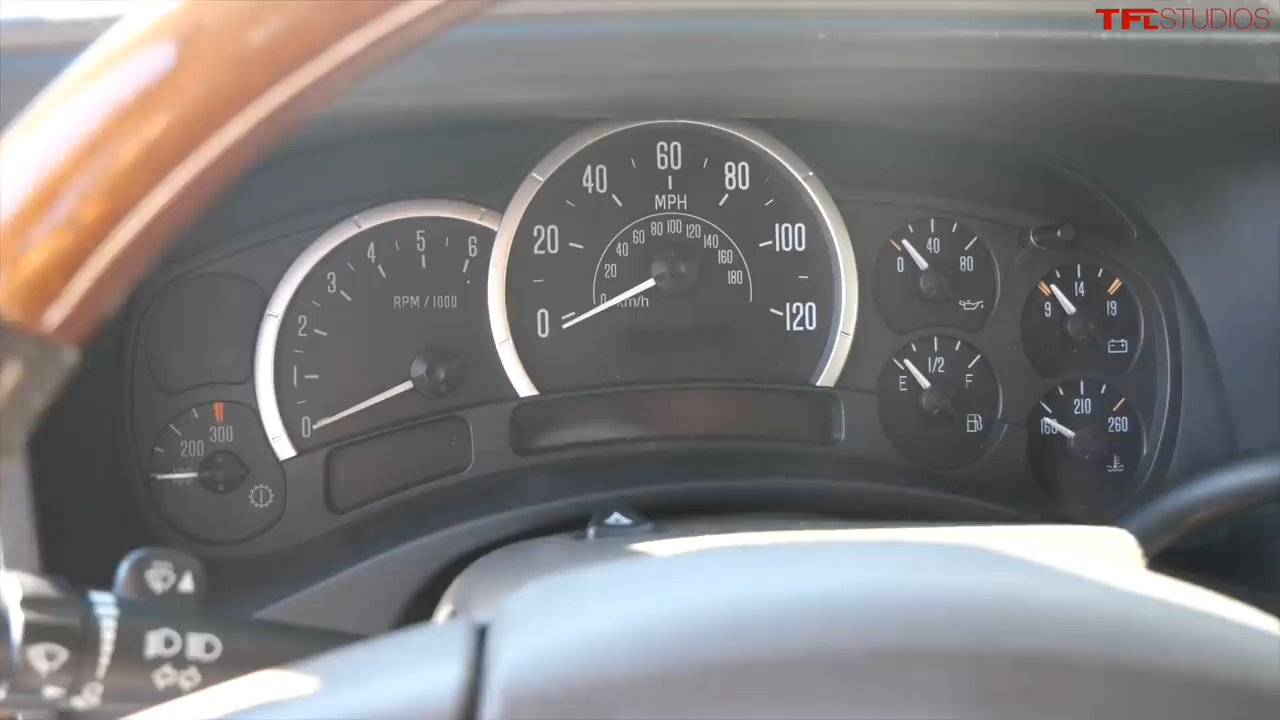 TFLSTUDIOS
0 20 40 60 80 100 120
MPH
0 20 40 60 80 100 120 140 160 180
km/h
0 1 2 3 4 5 6
RPM / 1000
100 200 300
0 40 80
9 14 19
E 1/2 F
160 210 260